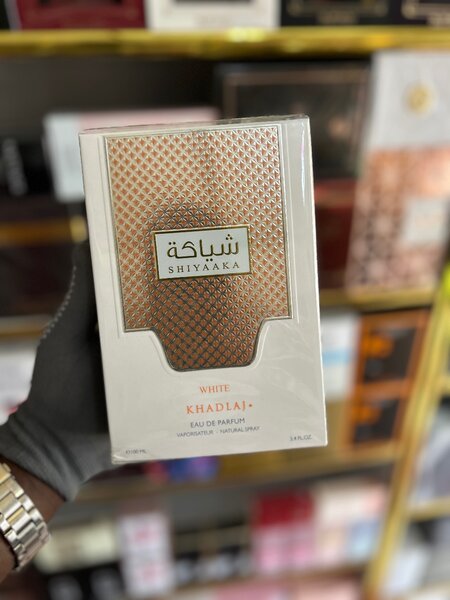 شياكة
SHIYAAKA
WHITE
KHADLAJ
EAU DE PARFUM
VAPORISATEUR - NATURAL SPRAY
℮100 ML
3.4 FL.OZ.